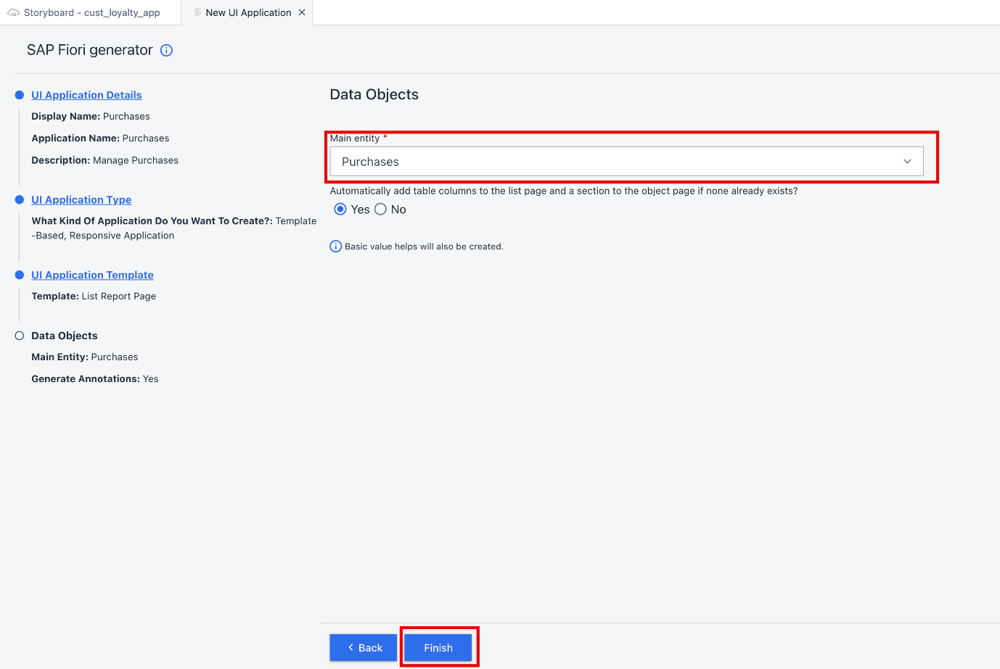 Storyboard - cust_loyalty_app
New UI Application
SAP Fiori generator
UI Application Details
Display Name: Purchases
Application Name: Purchases
Description: Manage Purchases
UI Application Type
What Kind Of Application Do You Want To Create?: Template
-Based, Responsive Application
UI Application Template
Template: List Report Page
Data Objects
Main Entity: Purchases
Generate Annotations: Yes
Data Objects
Main entity *
Purchases
Automatically add table columns to the list page and a section to the object page if none already exists?
Yes No
Basic value helps will also be created.
Back Finish